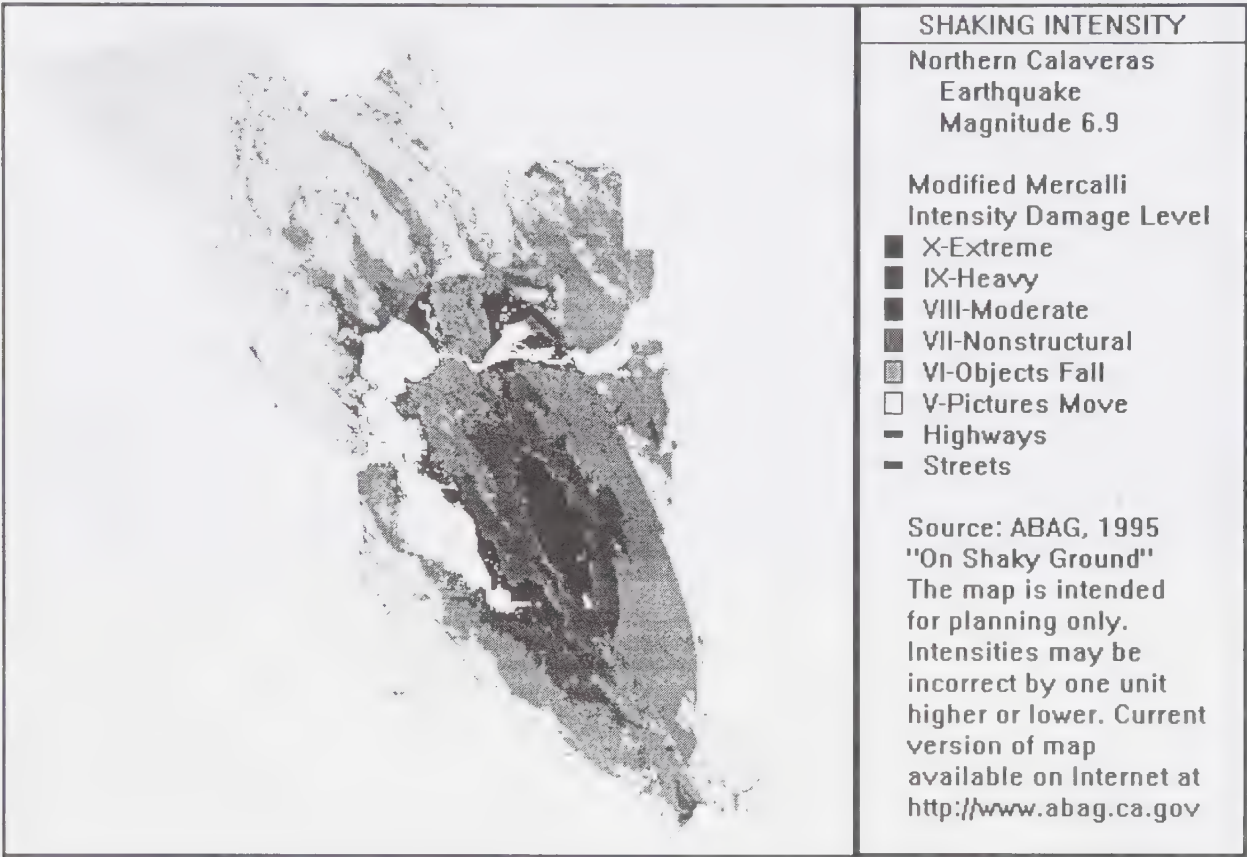 SHAKING INTENSITY
Northern Calaveras
Earthquake
Magnitude 6.9
Modified Mercalli
Intensity Damage Level
X-Extreme
IX-Heavy
VIII-Moderate
VII-Nonstructural
VI-Objects Fall
V-Pictures Move
Highways
Streets
Source: ABAG, 1995
"On Shaky Ground"
The map is intended
for planning only.
Intensities may be
incorrect by one unit
higher or lower. Current
version of map
available on Internet at
http://www.abag.ca.gov